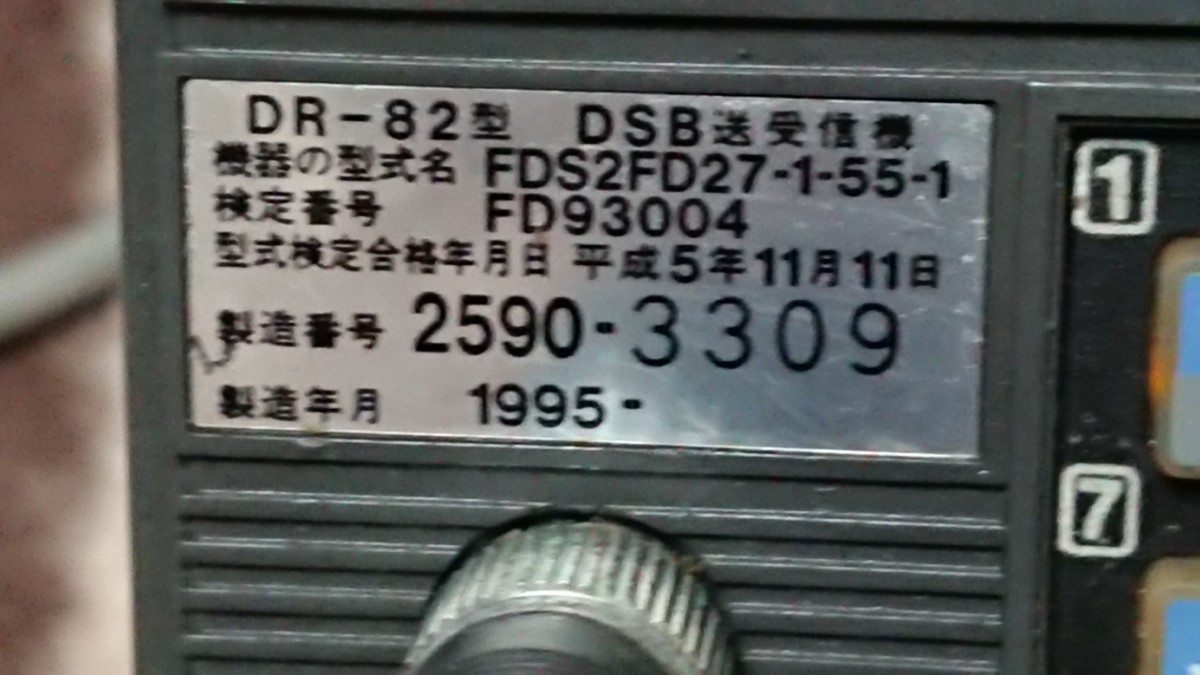 DR-82型 DSB送受信機
機器の型式名 FDS2FD27-1-55-1
検定番号 FD93004
型式検定合格年月日 平成5年11月11日
製造番号 2590-3309
製造年月 1995-
1
7